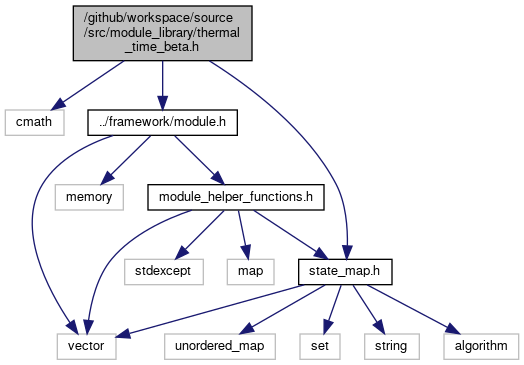 /github/workspace/source
/src/module_library/thermal
_time_beta.h
cmath
../framework/module.h
memory
module_helper_functions.h
stdexcept
map
state_map.h
vector
unordered_map
set
string
algorithm